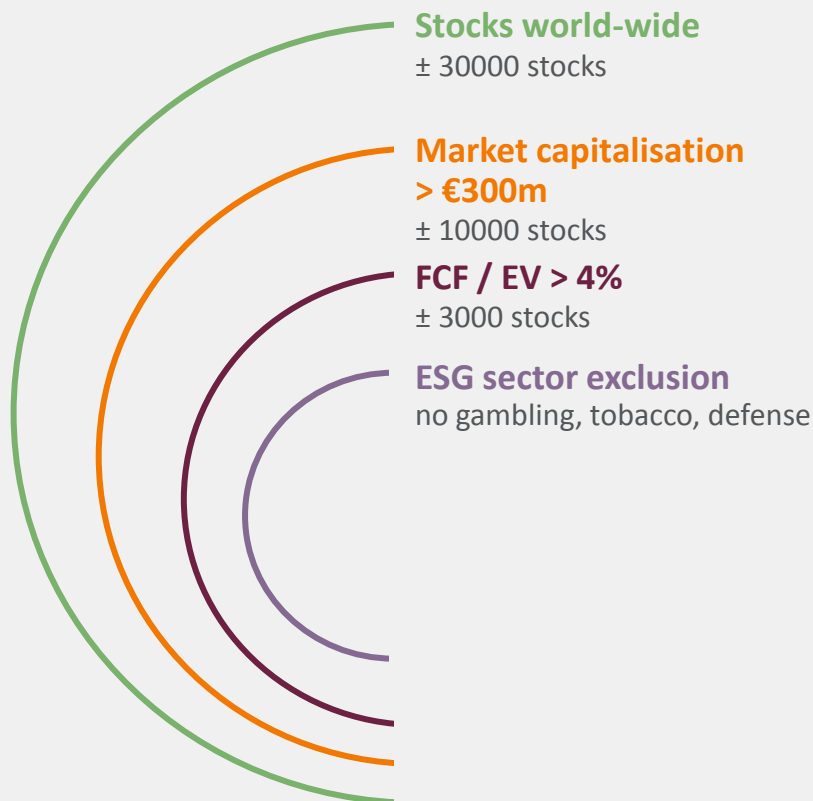 Stocks world-wide
± 30000 stocks
Market capitalisation
> €300m
± 10000 stocks
FCF / EV > 4%
± 3000 stocks
ESG sector exclusion
no gambling, tobacco, defense